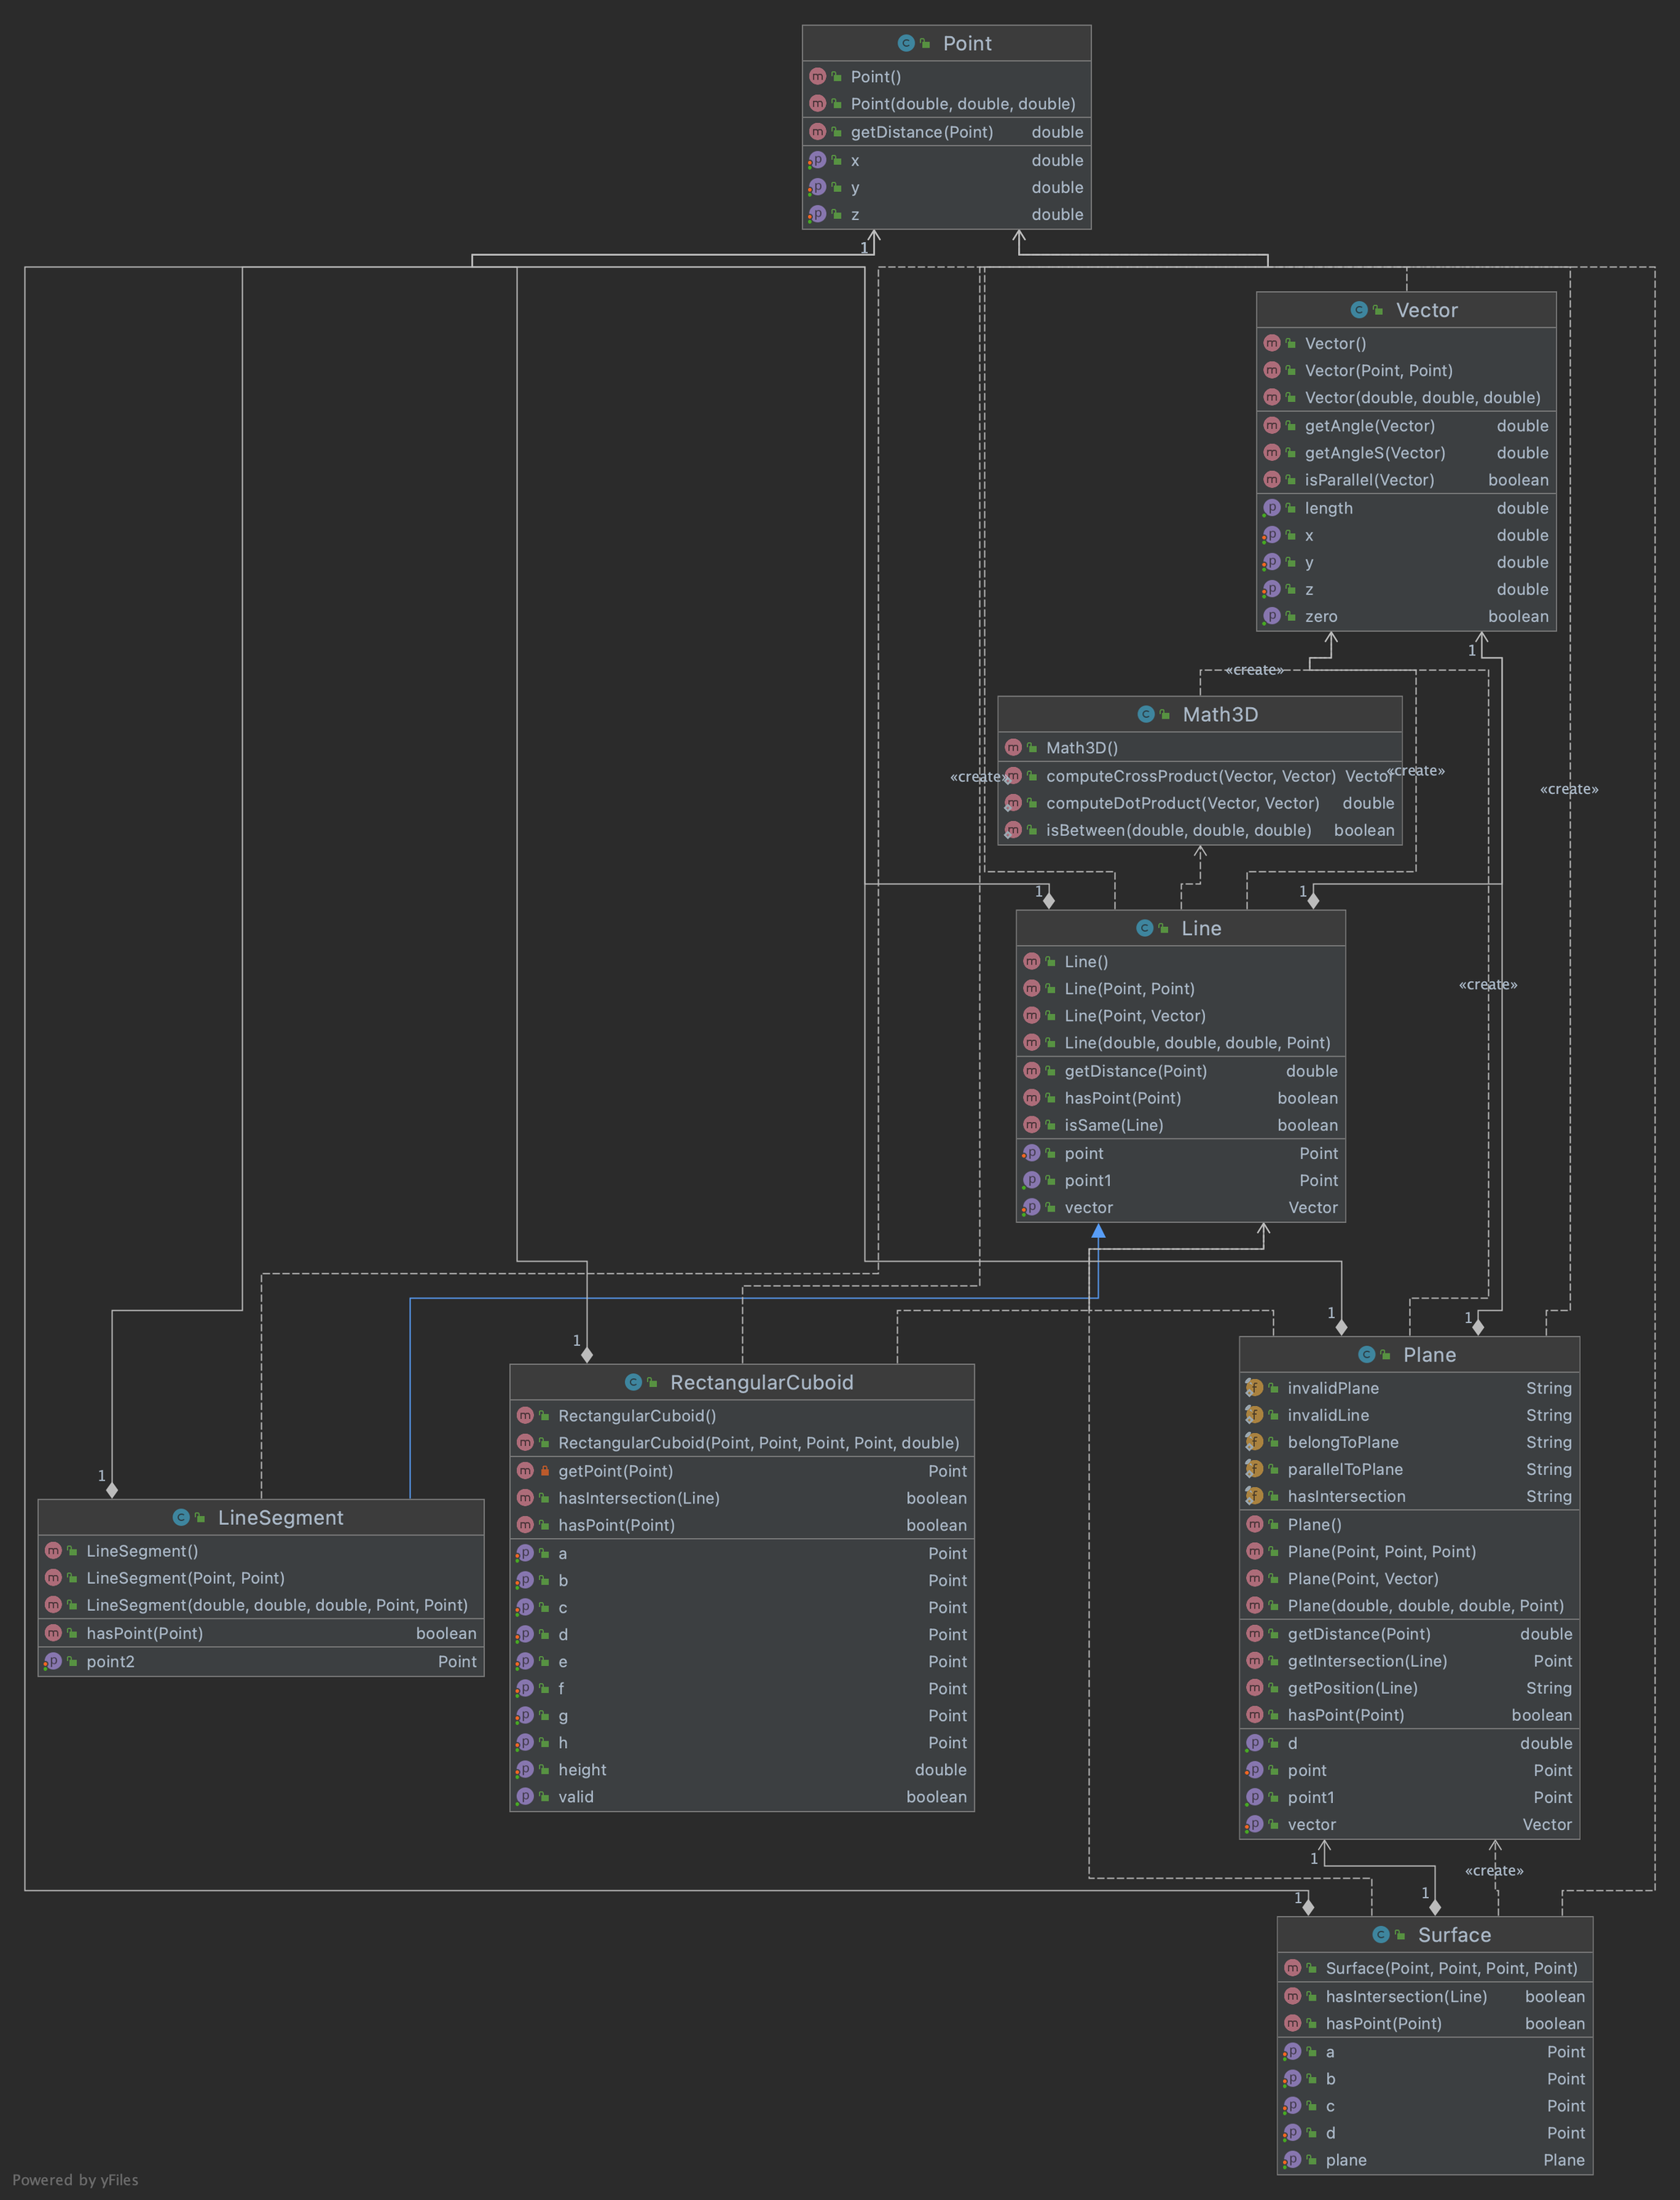 Point
Point()
Point(double, double, double)
getDistance(Point) double
x double
y double
z double
1
Vector
Vector()
Vector(Point, Point)
Vector(double, double, double)
getAngle(Vector) double
getAngleS(Vector) double
isParallel(Vector) boolean
length double
x double
y double
z double
zero boolean
1
«create»
Math3D
Math3D()
computeCrossProduct(Vector, Vector) Vector
computeDotProduct(Vector, Vector) double
isBetween(double, double, double) boolean
«create»
«create»
«create»
1
1
Line
Line()
Line(Point, Point)
Line(Point, Vector)
Line(double, double, double, Point)
getDistance(Point) double
hasPoint(Point) boolean
isSame(Line) boolean
point Point
point1 Point
vector Vector
«create»
1
1
1
1
RectangularCuboid
RectangularCuboid()
RectangularCuboid(Point, Point, Point, Point, double)
getPoint(Point) Point
hasIntersection(Line) boolean
hasPoint(Point) boolean
a Point
b Point
c Point
d Point
e Point
f Point
g Point
h Point
height double
valid boolean
LineSegment
LineSegment()
LineSegment(Point, Point)
LineSegment(double, double, double, Point, Point)
hasPoint(Point) boolean
point2 Point
Plane
invalidPlane String
invalidLine String
belongToPlane String
parallelToPlane String
hasIntersection String
Plane()
Plane(Point, Point, Point)
Plane(Point, Vector)
Plane(double, double, double, Point)
getDistance(Point) double
getIntersection(Line) Point
getPosition(Line) String
hasPoint(Point) boolean
d double
point Point
point1 Point
vector Vector
1
«create»
1
1
Surface
Surface(Point, Point, Point, Point)
hasIntersection(Line) boolean
hasPoint(Point) boolean
a Point
b Point
c Point
d Point
plane Plane
Powered by yFiles